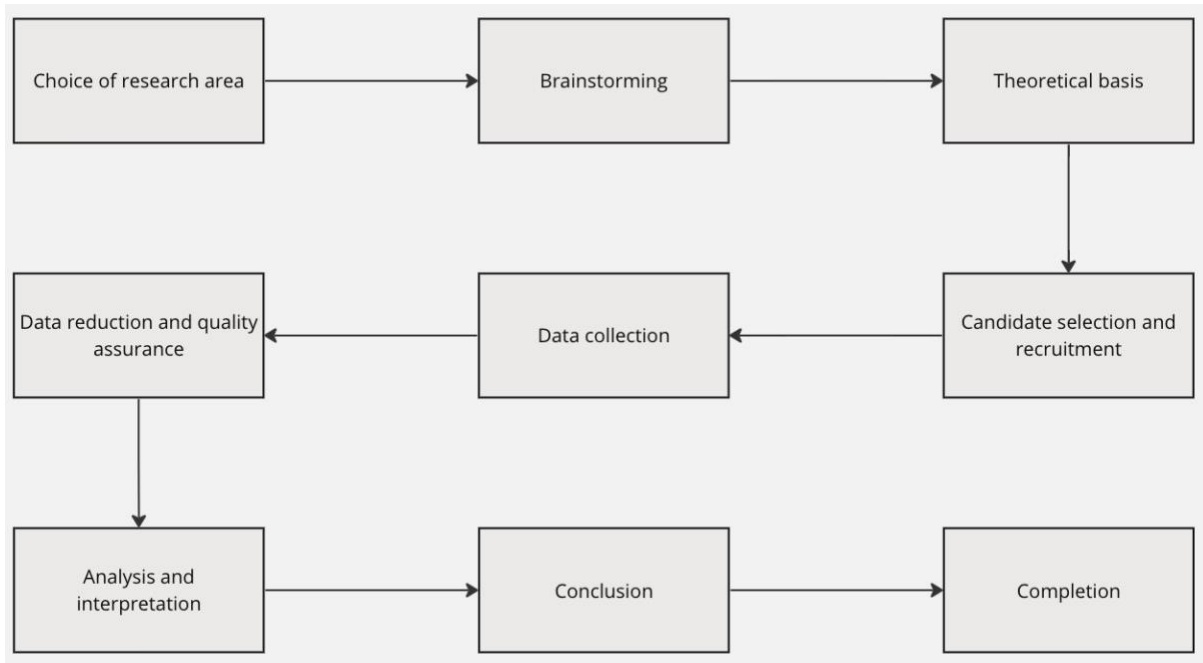 Choice of research area
Brainstorming
Theoretical basis
Candidate selection and
recruitment
Data collection
Data reduction and quality
assurance
Analysis and
interpretation
Conclusion
Completion